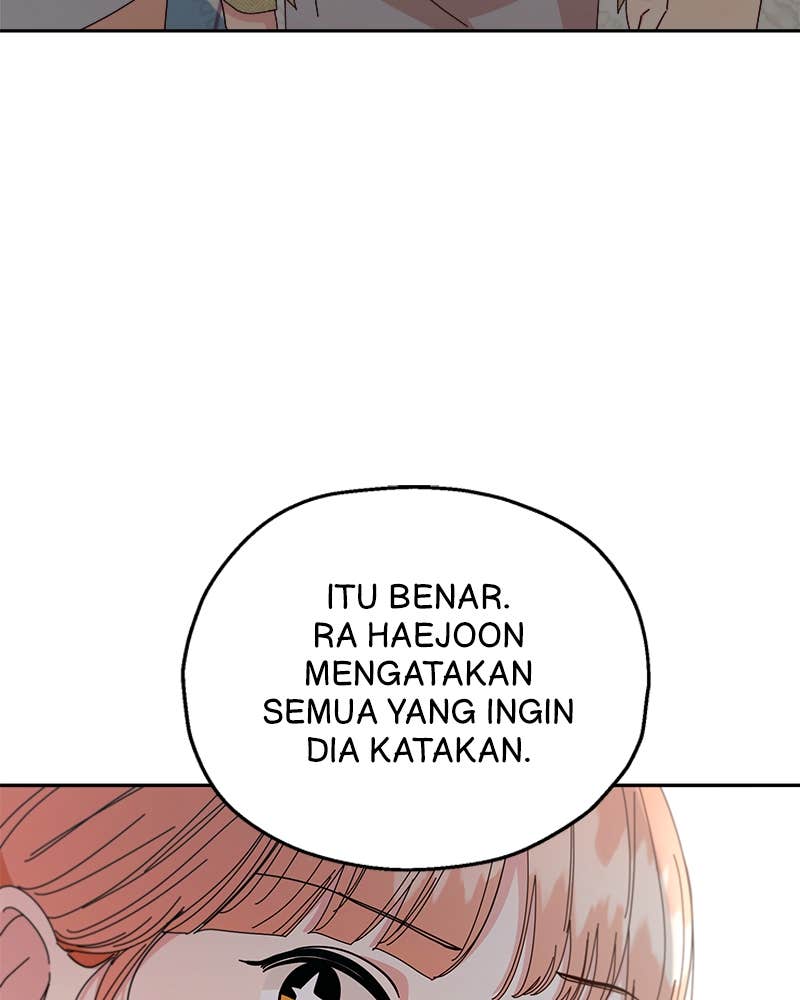 ITU BENAR.
RA HAEJOON
MENGATAKAN
SEMUA YANG INGIN
DIA KATAKAN.